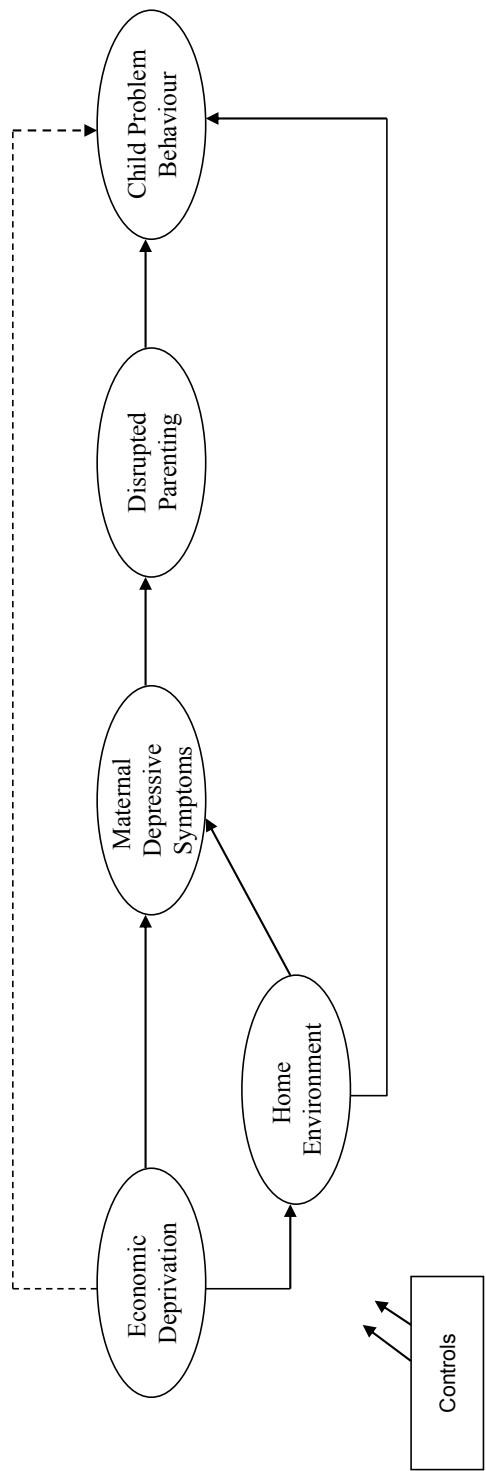 Economic
Deprivation
Home
Environment
Maternal
Depressive
Symptoms
Disrupted
Parenting
Child Problem
Behaviour
Controls